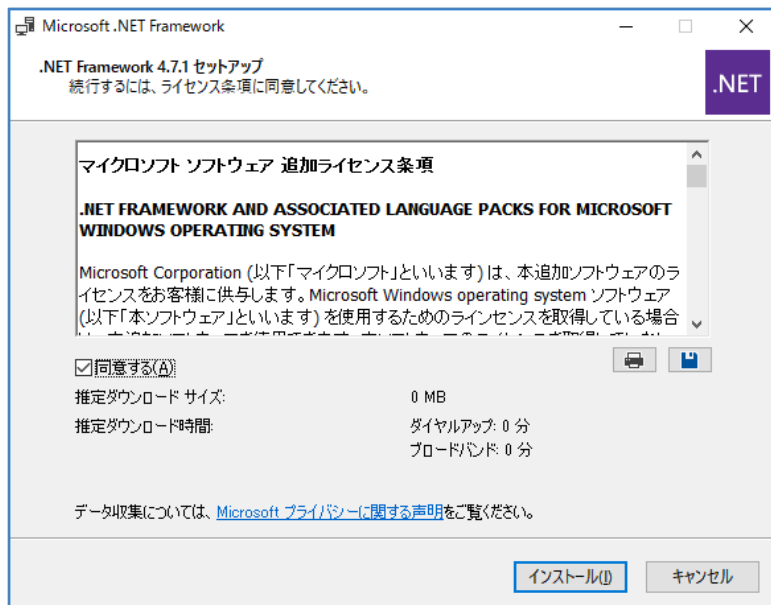 Microsoft .NET Framework
.NET Framework 4.7.1 セットアップ
続行するには、ライセンス条項に同意してください。
.NET
マイクロソフト ソフトウェア 追加ライセンス条項
.NET FRAMEWORK AND ASSOCIATED LANGUAGE PACKS FOR MICROSOFT
WINDOWS OPERATING SYSTEM
Microsoft Corporation (以下「マイクロソフト」といいます) は、本追加ソフトウェアのラ
イセンスをお客様に供与します。Microsoft Windows operating system ソフトウェア
(以下「本ソフトウェア」といいます) を使用するためのラインセンスを取得している場合
同意する(A)
推定ダウンロード サイズ: 0 MB
推定ダウンロード時間: ダイヤルアップ: 0 分
ブロードバンド: 0 分
データ収集については、Microsoft プライバシーに関する声明をご覧ください。
インストール(I) キャンセル